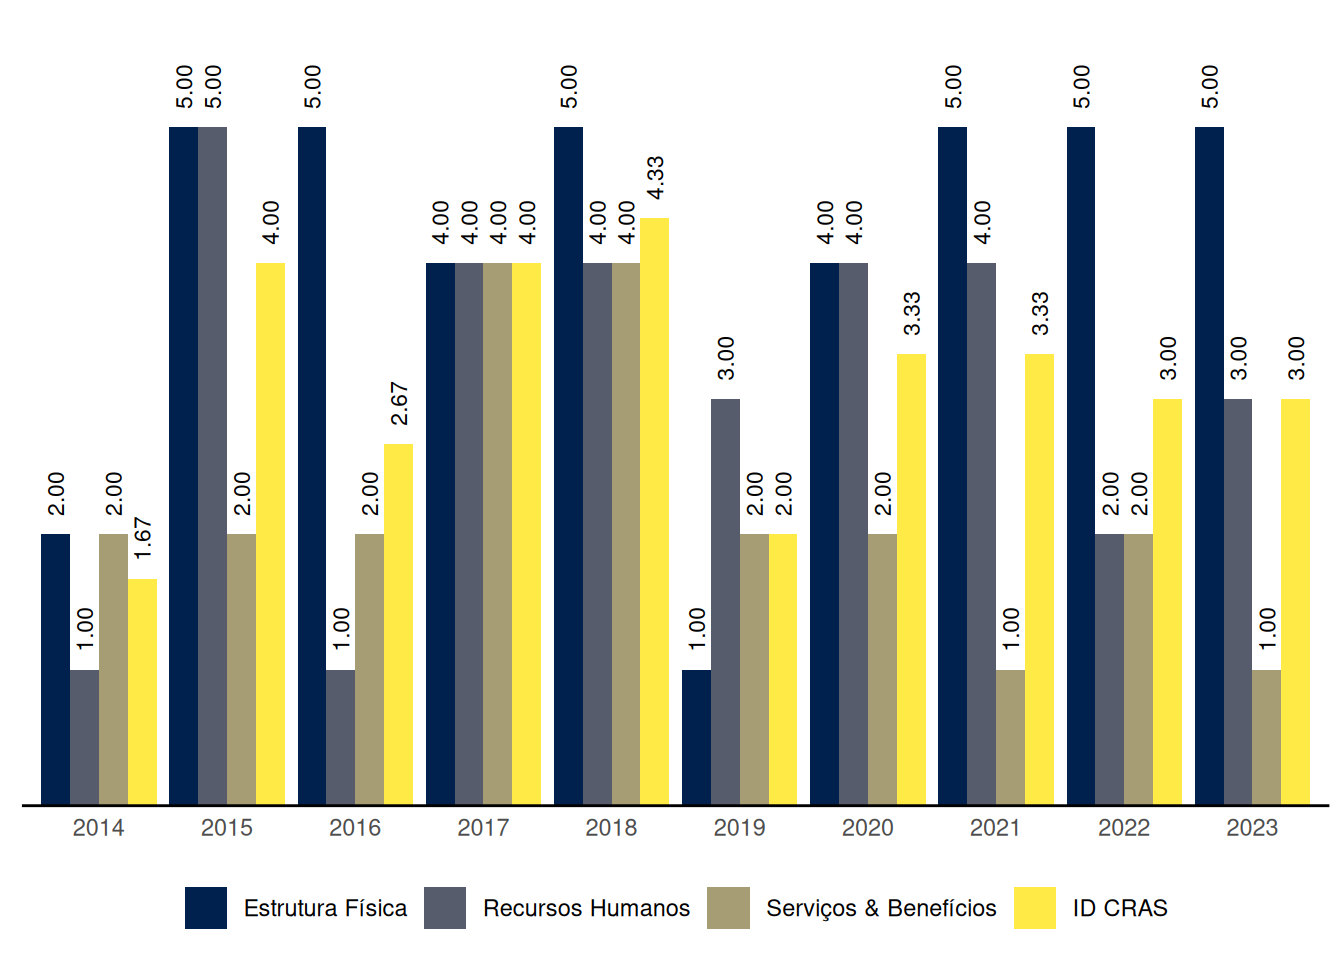 5.00 5.00 5.00 5.00 5.00 5.00 5.00
4.33
4.00 4.00 4.00 4.00 4.00 4.00 4.00 4.00 4.00 4.00
3.33 3.33
3.00 3.00 3.00 3.00
2.67
2.00 2.00 2.00 2.00 2.00 2.00 2.00 2.00 2.00
1.67
1.00 1.00 1.00 1.00 1.00
2014 2015 2016 2017 2018 2019 2020 2021 2022 2023
Estrutura Física Recursos Humanos Serviços & Benefícios ID CRAS